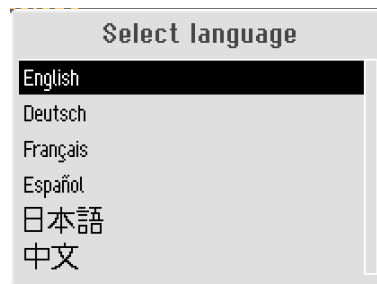 Select language
English
Deutsch
Français
Español
日本語
中文